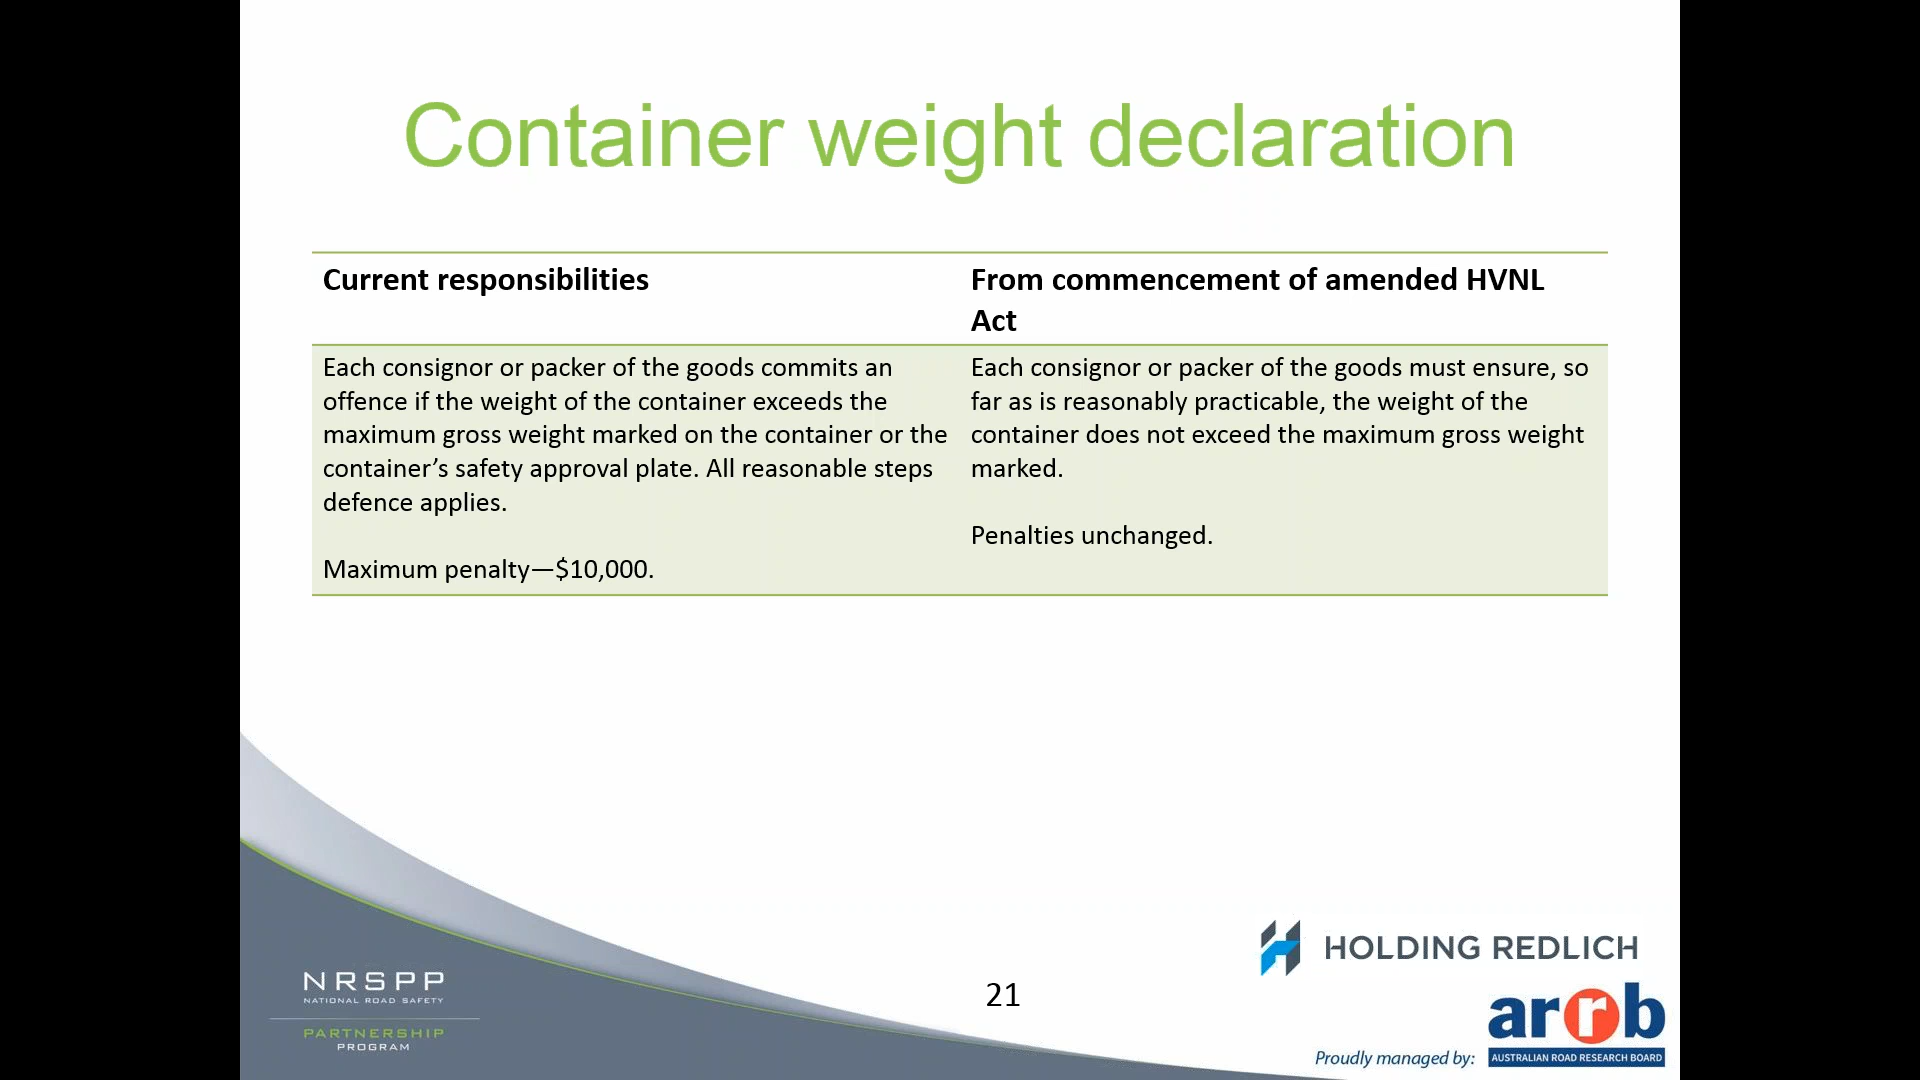 Container weight declaration
Current responsibilities
From commencement of amended HVNL
Act
Each consignor or packer of the goods commits an
offence if the weight of the container exceeds the
maximum gross weight marked on the container or the
container’s safety approval plate. All reasonable steps
defence applies.
Maximum penalty—$10,000.
Each consignor or packer of the goods must ensure, so
far as is reasonably practicable, the weight of the
container does not exceed the maximum gross weight
marked.
Penalties unchanged.
NRSPP
NATIONAL ROAD SAFETY
PARTNERSHIP
PROGRAM
21
HOLDING REDLICH
Proudly managed by:
arrb
AUSTRALIAN ROAD RESEARCH BOARD